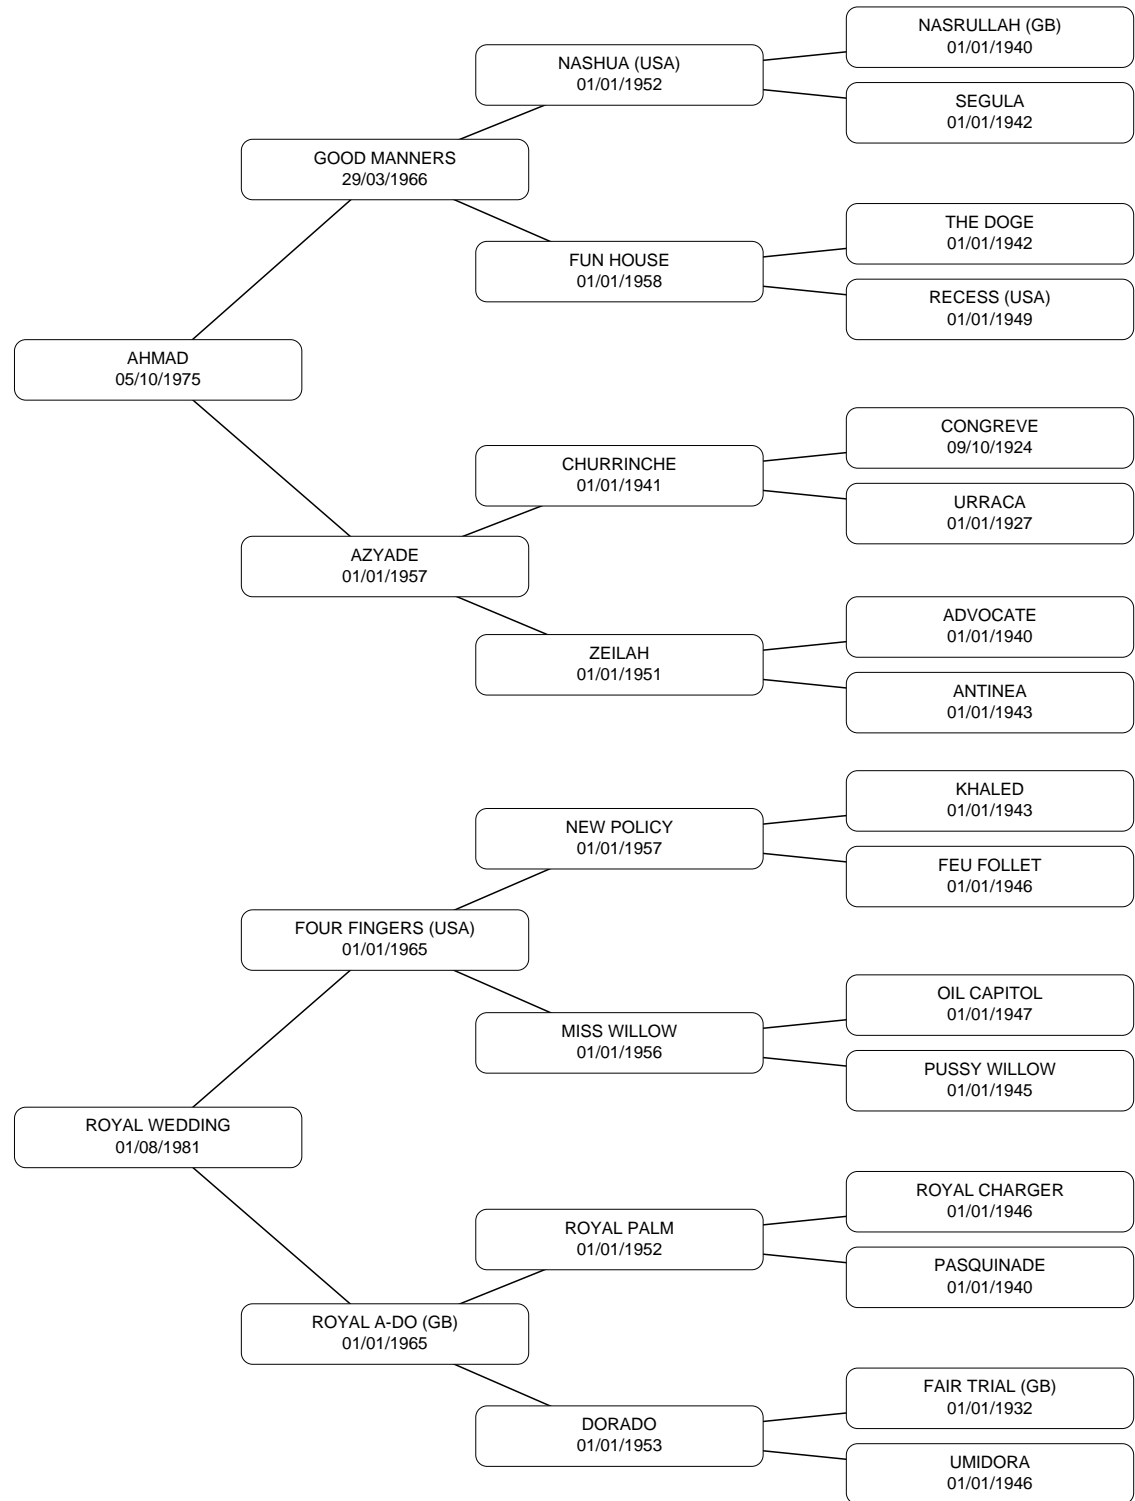 NASRULLAH (GB)
01/01/1940
NASHUA (USA)
01/01/1952
SEGULA
01/01/1942
GOOD MANNERS
29/03/1966
THE DOGE
01/01/1942
FUN HOUSE
01/01/1958
RECESS (USA)
01/01/1949
AHMAD
05/10/1975
CONGREVE
09/10/1924
CHURRINCHE
01/01/1941
URRACA
01/01/1927
AZYADE
01/01/1957
ADVOCATE
01/01/1940
ZEILAH
01/01/1951
ANTINEA
01/01/1943
KHALED
01/01/1943
NEW POLICY
01/01/1957
FEU FOLLET
01/01/1946
FOUR FINGERS (USA)
01/01/1965
OIL CAPITOL
01/01/1947
MISS WILLOW
01/01/1956
PUSSY WILLOW
01/01/1945
ROYAL WEDDING
01/08/1981
ROYAL CHARGER
01/01/1946
ROYAL PALM
01/01/1952
PASQUINADE
01/01/1940
ROYAL A-DO (GB)
01/01/1965
FAIR TRIAL (GB)
01/01/1932
DORADO
01/01/1953
UMIDORA
01/01/1946